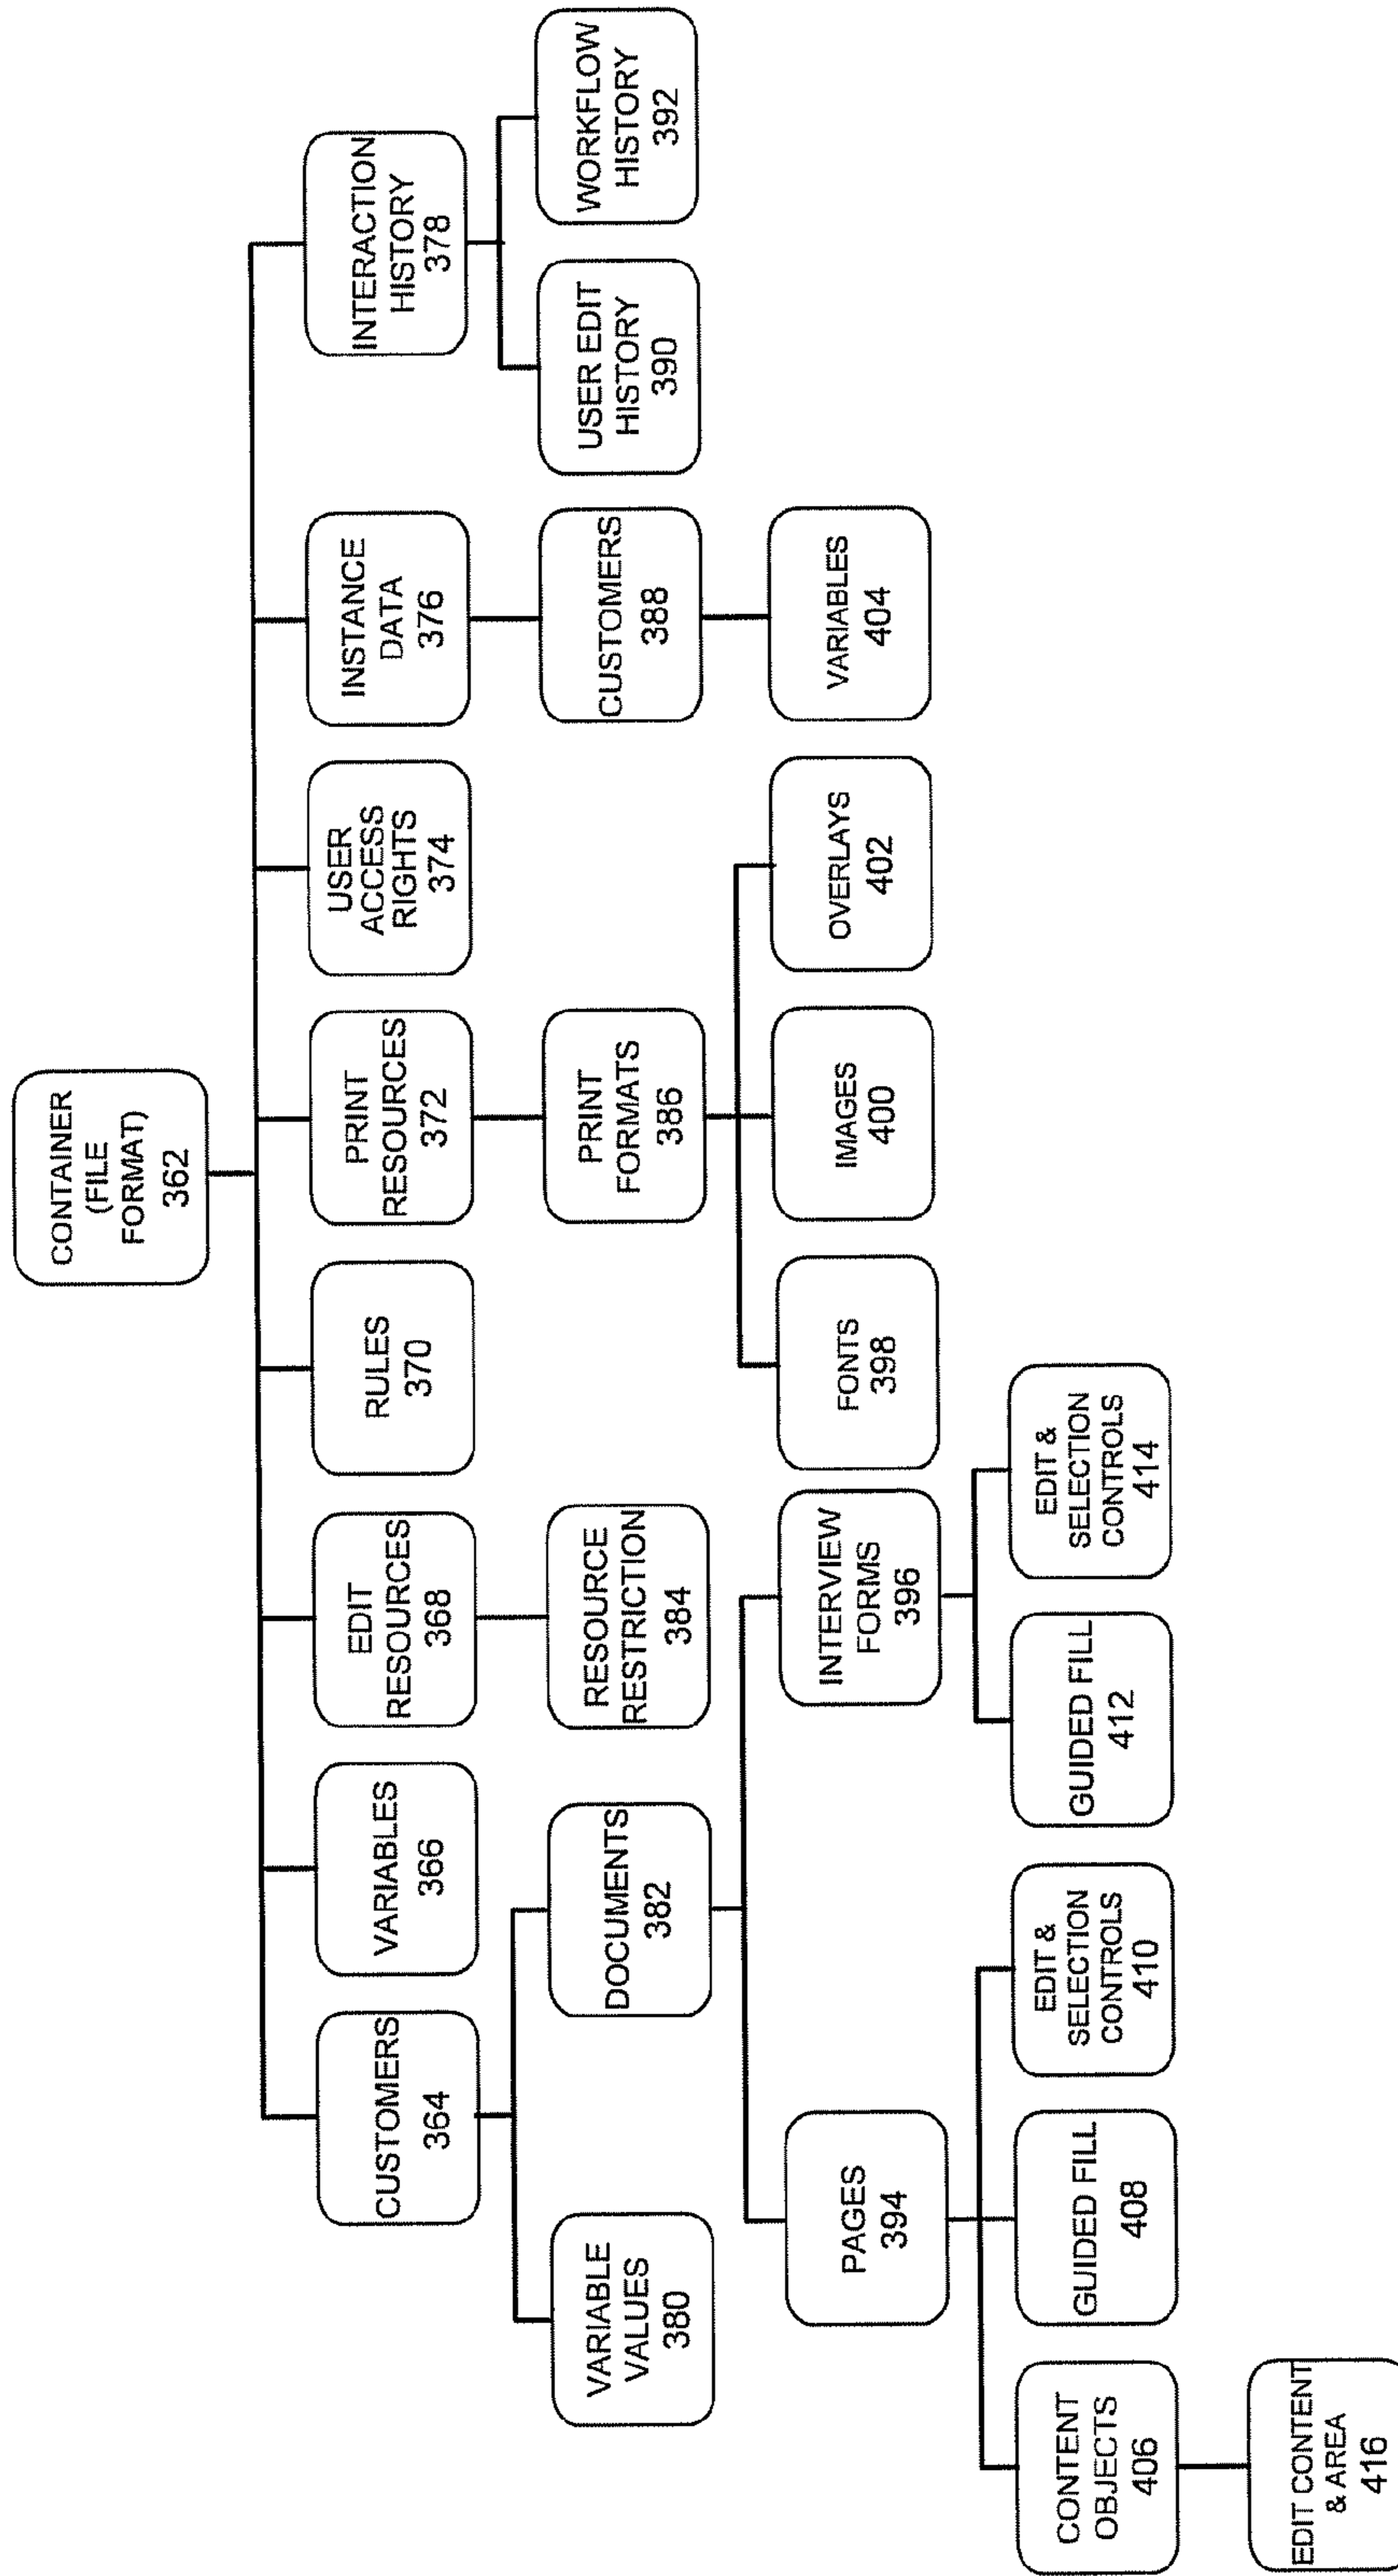 CONTAINER
(FILE
FORMAT)
362
CUSTOMERS
364
VARIABLES
366
EDIT
RESOURCES
368
RULES
370
PRINT
RESOURCES
372
USER
ACCESS
RIGHTS
374
INSTANCE
DATA
376
INTERACTION
HISTORY
378
VARIABLE
VALUES
380
DOCUMENTS
382
RESOURCE
RESTRICTION
384
PRINT
FORMATS
386
CUSTOMERS
388
USER EDIT
HISTORY
390
WORKFLOW
HISTORY
392
PAGES
394
INTERVIEW
FORMS
396
FONTS
398
IMAGES
400
OVERLAYS
402
VARIABLES
404
CONTENT
OBJECTS
406
GUIDED FILL
408
EDIT &
SELECTION
CONTROLS
410
GUIDED FILL
412
EDIT &
SELECTION
CONTROLS
414
EDIT CONTENT
& AREA
416